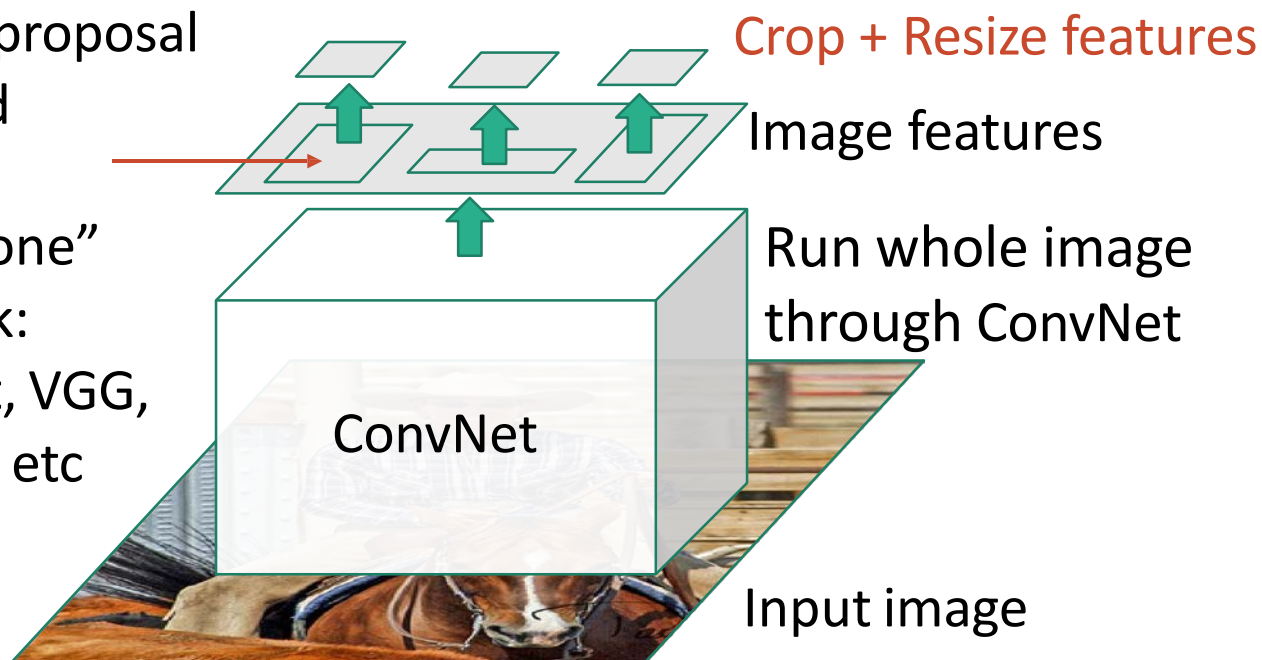 proposal
Crop + Resize features
Image features
one”
Run whole image
k:
through ConvNet
, VGG,
ConvNet
etc
Input image